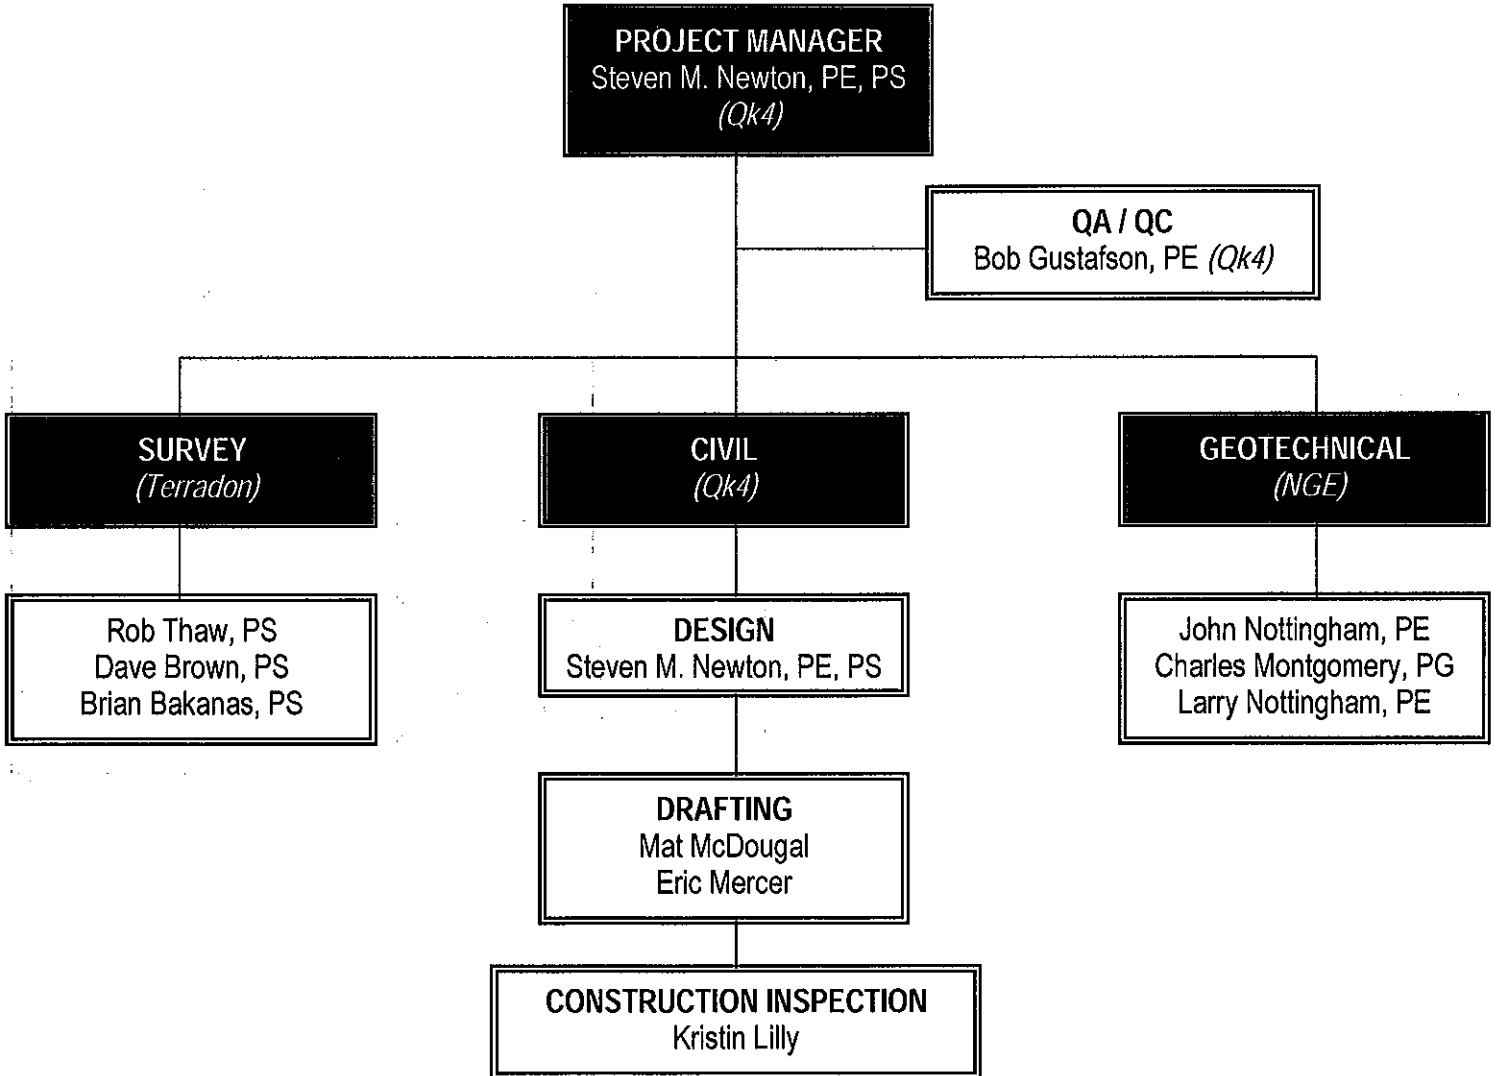 PROJECT MANAGER
Steven M. Newton, PE, PS
(Qk4)
QA / QC
Bob Gustafson, PE (Qk4)
SURVEY
(Terradon)
CIVIL
(Qk4)
GEOTECHNICAL
(NGE)
Rob Thaw, PS
Dave Brown, PS
Brian Bakanas, PS
DESIGN
Steven M. Newton, PE, PS
John Nottingham, PE
Charles Montgomery, PG
Larry Nottingham, PE
DRAFTING
Mat McDougal
Eric Mercer
CONSTRUCTION INSPECTION
Kristin Lilly